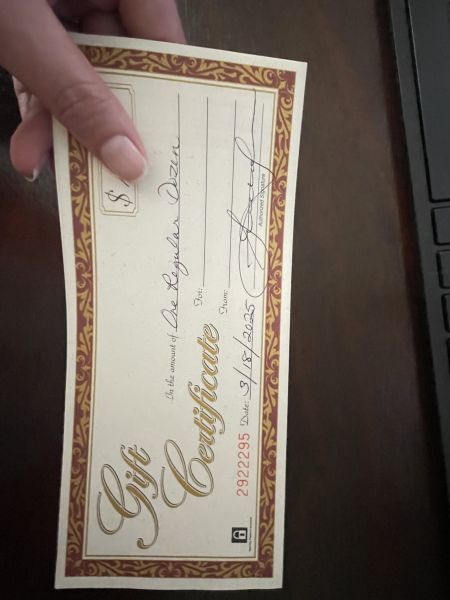 Gift
Certificate
$
In the amount of One Regular Dozen
For:
From:
2922295 Date: 3/18/2025
Authorized Signature